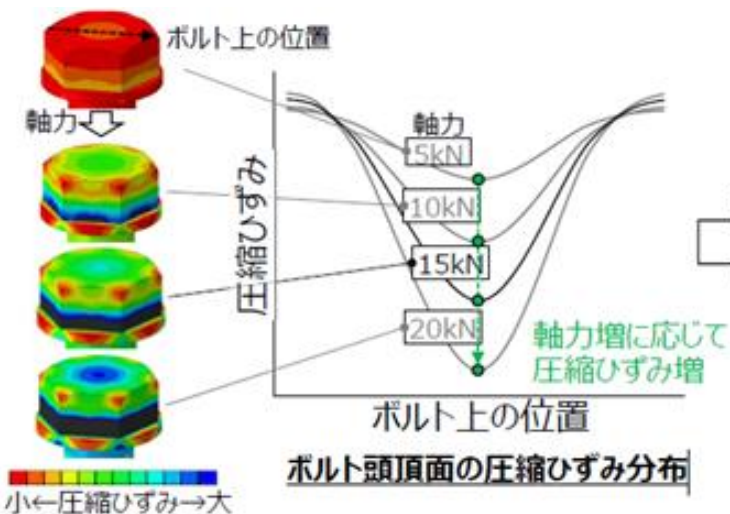 ボルト上の位置
軸力
軸力
5kN
10kN
15kN
20kN
圧縮ひずみ
軸力増に応じて
圧縮ひずみ増
ボルト上の位置
ボルト頭頂面の圧縮ひずみ分布
小←圧縮ひずみ→大